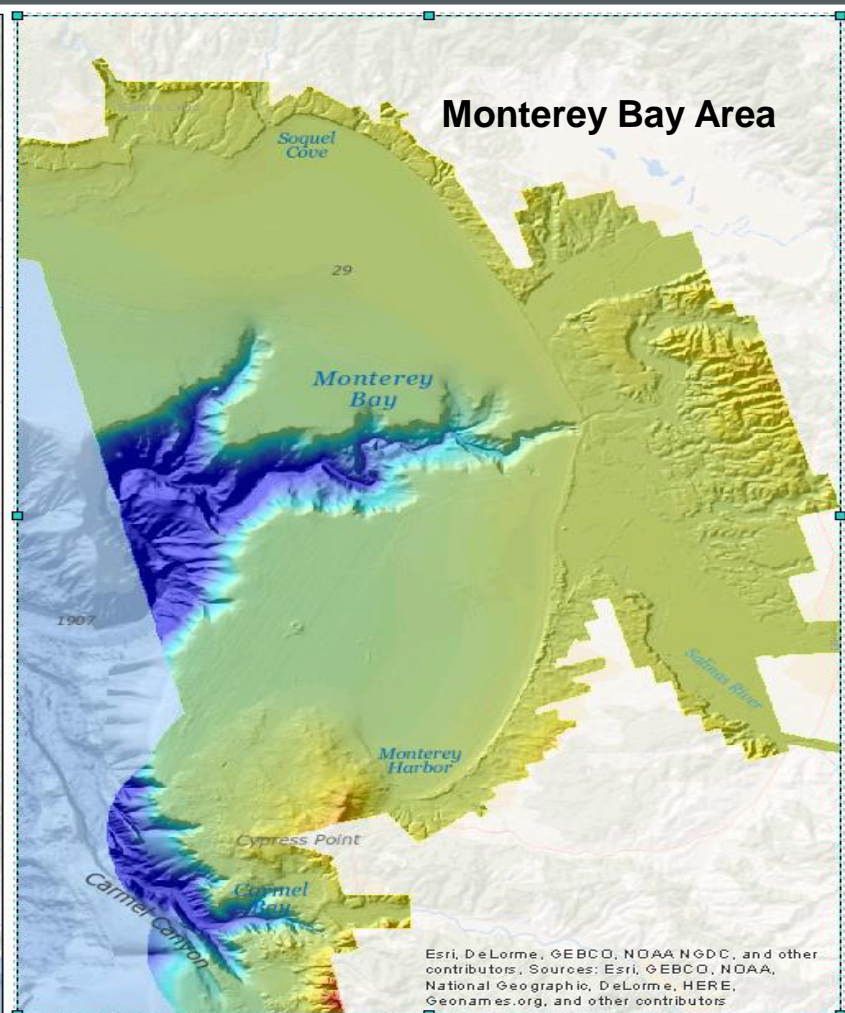 Monterey Bay Area
Soquel
Cove
29
Monterey
Bay
1907
Salinas River
Monterey
Harbor
Cypress Point
Carmel
Bay
Carmel Canyon
Esri, DeLorme, GEBCO, NOAA NGDC, and other
contributors, Sources: Esri, GEBCO, NOAA,
National Geographic, DeLorme, HERE,
Geonames.org, and other contributors